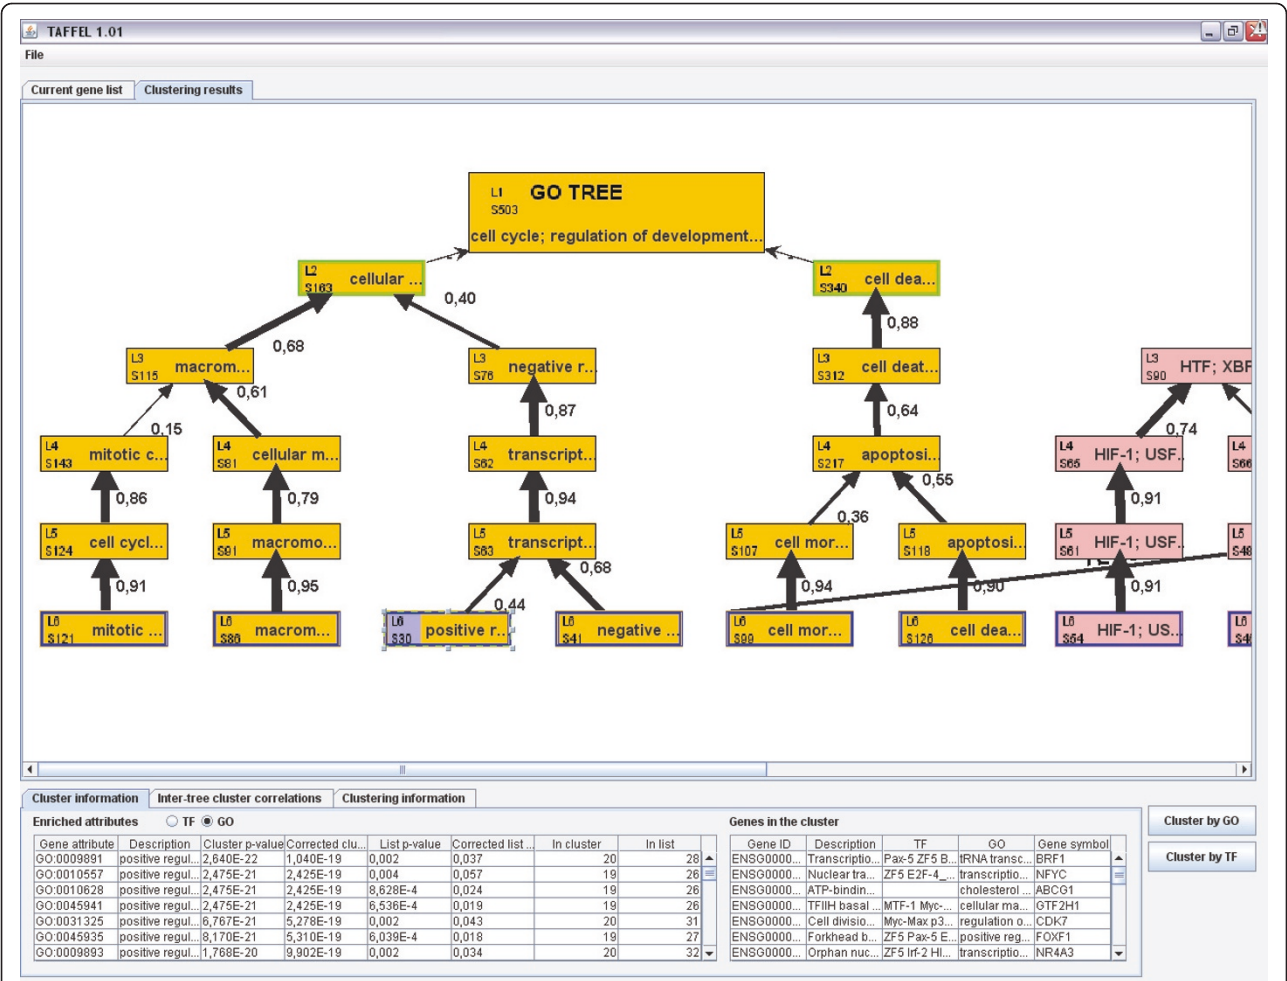 TAFFEL 1.01
File
Current gene list Clustering results
L1 GO TREE
S503
cell cycle; regulation of development...
L2 cellular ...
S163
L2 cell dea...
S340
0,40
0,88
0,68
L3 macrom...
S115
L3 negative r...
S76
L3 cell deat...
S312
L3 HTF; XBF
S90
0,61
0,87
0,64
0,15
0,74
L4 mitotic c...
S143
L4 cellular m...
S81
L4 transcript...
S62
L4 apoptosi...
S217
L4 HIF-1; USF..
S65
L4
S66
0,86
0,79
0,94
0,55
0,36
0,91
L5 cell cycl...
S124
L5 macromo...
S91
L5 transcript...
S63
L5 cell mor...
S107
L5 apoptosi...
S118
L5 HIF-1; USF..
S61
L5
S48
0,91
0,95
0,68
0,44
0,94
0,90
0,91
L6 mitotic ...
S121
L6 macrom...
S86
L6 positive r...
S30
L6 negative ...
S41
L6 cell mor...
S99
L6 cell dea...
S126
L6 HIF-1; US...
S54
L6
Cluster information Inter-tree cluster correlations Clustering information
Enriched attributes TF GO
Gene attribute Description Cluster p-value Corrected clu... List p-value Corrected list ... In cluster In list
GO:0009891 positive regul... 2,640E-22 1,040E-19 0,002 0,037 20 28
GO:0010557 positive regul... 2,475E-21 2,425E-19 0,004 0,057 19 26
GO:0010628 positive regul... 2,475E-21 2,425E-19 8,628E-4 0,024 19 26
GO:0045941 positive regul... 2,475E-21 2,425E-19 6,536E-4 0,019 19 26
GO:0031325 positive regul... 6,767E-21 5,278E-19 0,002 0,043 20 31
GO:0045935 positive regul... 8,170E-21 5,310E-19 6,039E-4 0,018 19 27
GO:0009893 positive regul... 1,768E-20 9,902E-19 0,002 0,034 20 32
Genes in the cluster
Gene ID Description TF GO Gene symbol
ENSG0000... Transcriptio... Pax-5 ZF5 B... tRNA transc... BRF1
ENSG0000... Nuclear tra... ZF5 E2F-4_... transcriptio... NFYC
ENSG0000... ATP-bindin... cholesterol ... ABCG1
ENSG0000... TFIIH basal ... MTF-1 Myc-... cellular ma... GTF2H1
ENSG0000... Cell divisio... Myc-Max p3... regulation o... CDK7
ENSG0000... Forkhead b... ZF5 Pax-5 E... positive reg... FOXF1
ENSG0000... Orphan nuc... ZF5 Irf-2 HI... transcriptio... NR4A3
Cluster by GO
Cluster by TF